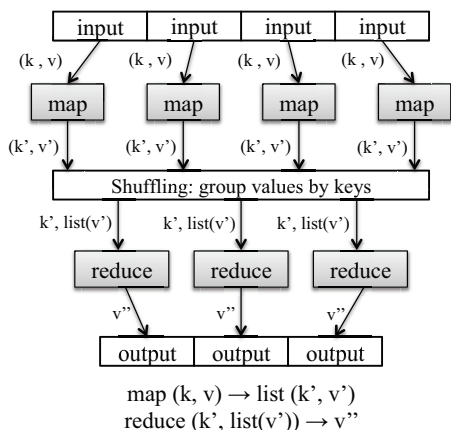 input input input input
(k , v) (k , v) (k , v) (k , v)
map map map map
(k’, v’) (k’, v’) (k’, v’) (k’, v’)
Shuffling: group values by keys
k’, list(v’) k’, list(v’) k’, list(v’)
reduce reduce reduce
v’’ v’’ v’’
output output output
map (k, v) → list (k’, v’)
reduce (k’, list(v’)) → v’’